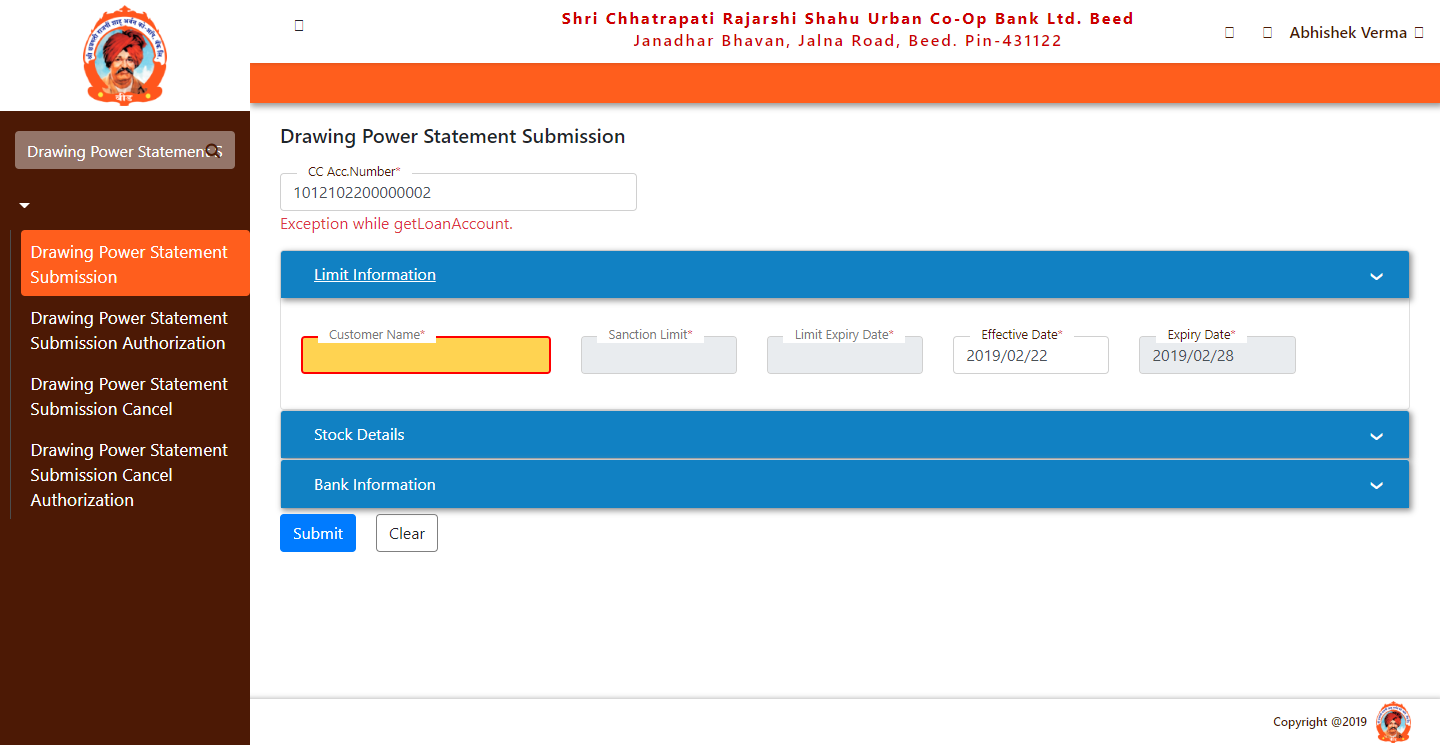 Shri Chhatrapati Rajarshi Shahu Urban Co-Op Bank Ltd. Beed
Janadhar Bhavan, Jalna Road, Beed. Pin-431122
Abhishek Verma
बीड
Drawing Power Statement S
Drawing Power Statement
Submission
Drawing Power Statement
Submission Authorization
Drawing Power Statement
Submission Cancel
Drawing Power Statement
Submission Cancel
Authorization
Drawing Power Statement Submission
CC Acc.Number*
1012102200000002
Exception while getLoanAccount.
Limit Information
Customer Name*
Sanction Limit*
Limit Expiry Date*
Effective Date*
2019/02/22
Expiry Date*
2019/02/28
Stock Details
Bank Information
Submit
Clear
Copyright @2019